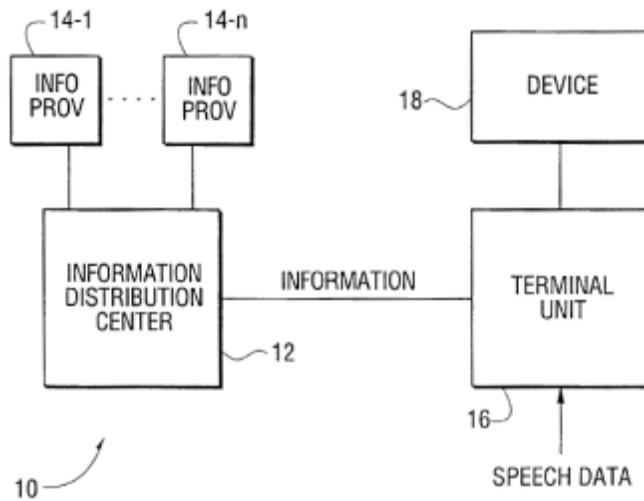 14-1
14-n
INFO
PROV
. . . .
INFO
PROV
18
DEVICE
INFORMATION
DISTRIBUTION
CENTER
INFORMATION
TERMINAL
UNIT
12
16
10
SPEECH DATA